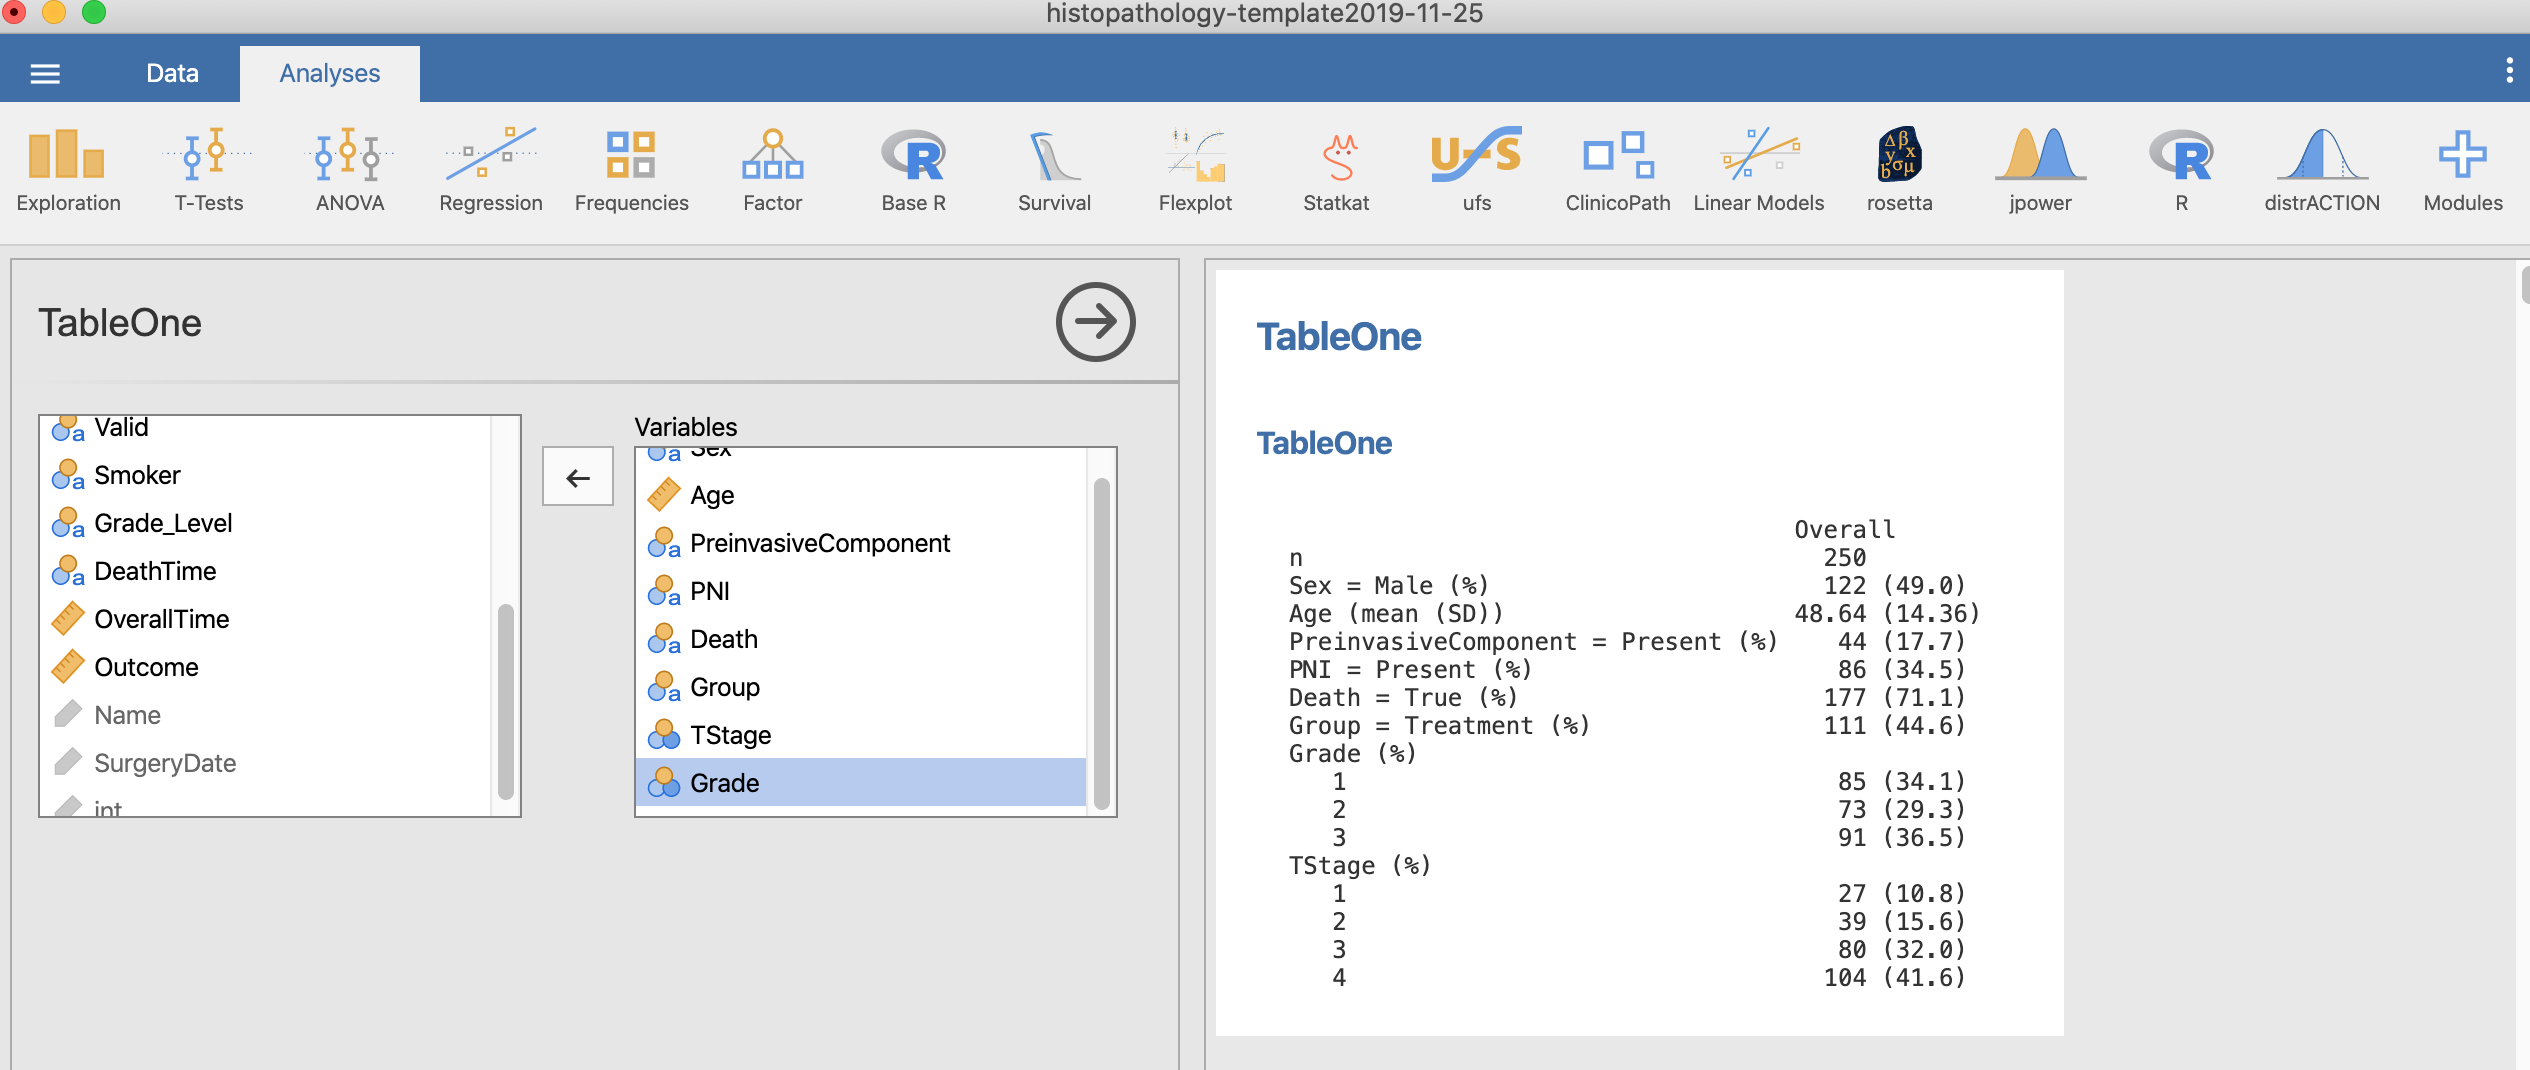 histopathology-template2019-11-25
Data Analyses
Exploration T-Tests ANOVA Regression Frequencies Factor Base R Survival Flexplot Statkat ufs ClinicoPath Linear Models rosetta jpower R distrACTION Modules
TableOne
Valid
Smoker
Grade_Level
DeathTime
OverallTime
Outcome
Name
SurgeryDate
int
Variables
Sex
Age
PreinvasiveComponent
PNI
Death
Group
TStage
Grade
TableOne
TableOne
Overall
n 250
Sex = Male (%) 122 (49.0)
Age (mean (SD)) 48.64 (14.36)
PreinvasiveComponent = Present (%) 44 (17.7)
PNI = Present (%) 86 (34.5)
Death = True (%) 177 (71.1)
Group = Treatment (%) 111 (44.6)
Grade (%)
1 85 (34.1)
2 73 (29.3)
3 91 (36.5)
TStage (%)
1 27 (10.8)
2 39 (15.6)
3 80 (32.0)
4 104 (41.6)